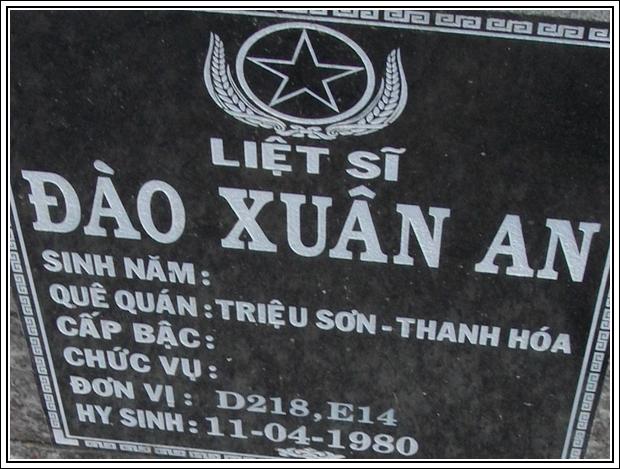 LIỆT SĨ
ĐÀO XUÂN AN
SINH NĂM :
QUÊ QUÁN : TRIỆU SƠN - THANH HÓA
CẤP BẬC :
CHỨC VỤ :
ĐƠN VỊ : D218, E14
HY SINH : 11-04-1980